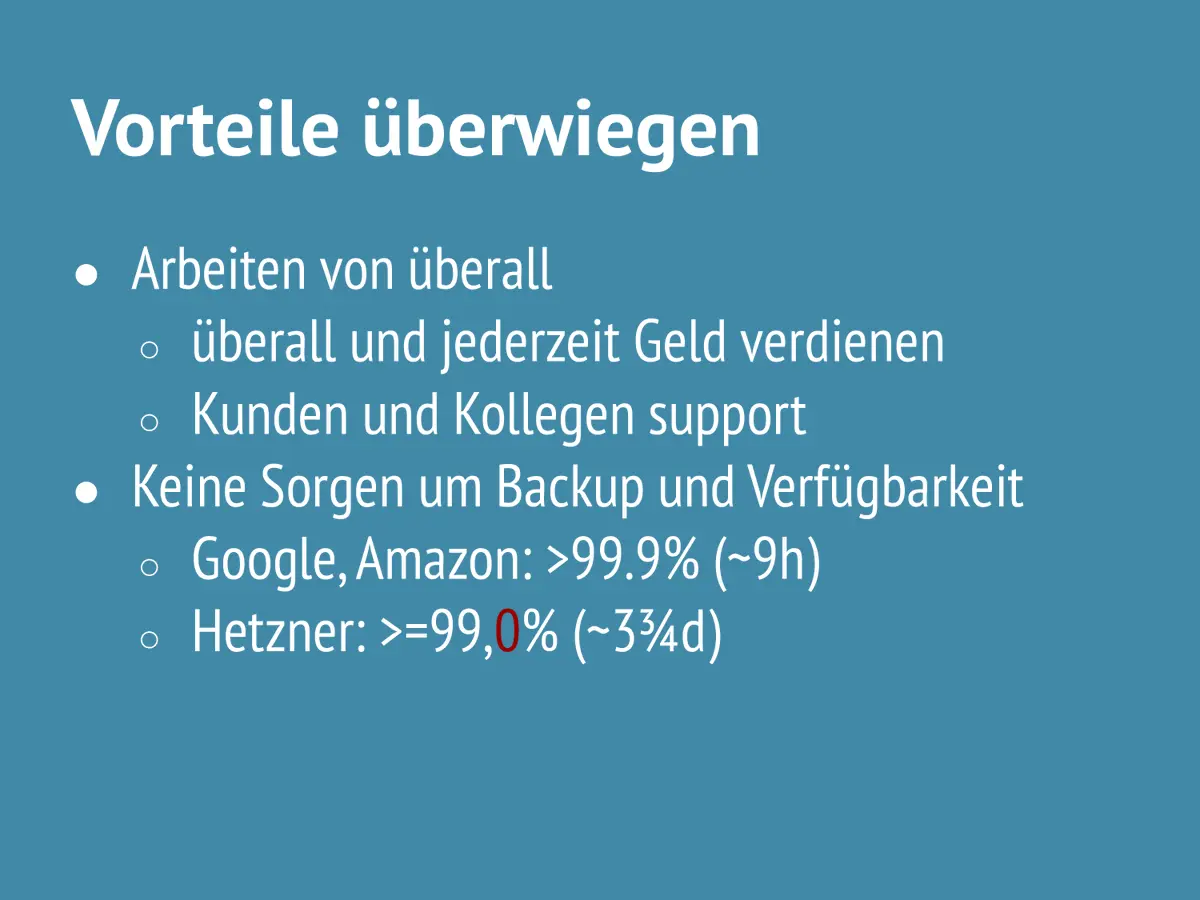 Vorteile überwiegen
● Arbeiten von überall
○ überall und jederzeit Geld verdienen
○ Kunden und Kollegen support
● Keine Sorgen um Backup und Verfügbarkeit
○ Google, Amazon: >99.9% (~9h)
○ Hetzner: >=99,0% (~3¾d)